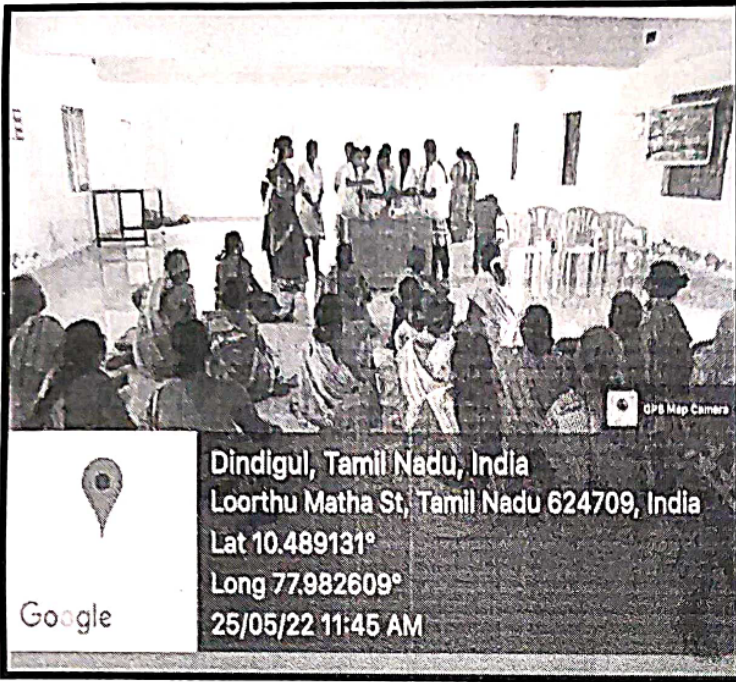 GPS Map Camera
Dindigul, Tamil Nadu, India
Loorthu Matha St, Tamil Nadu 624709, India
Lat 10.489131°
Long 77.982609°
Google
25/05/22 11:45 AM